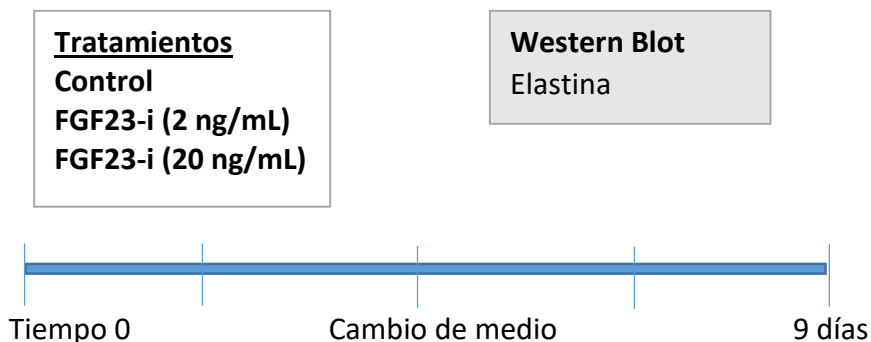 Tratamientos
Control
FGF23-i (2 ng/mL)
FGF23-i (20 ng/mL)
Western Blot
Elastina
Tiempo 0
Cambio de medio
9 días